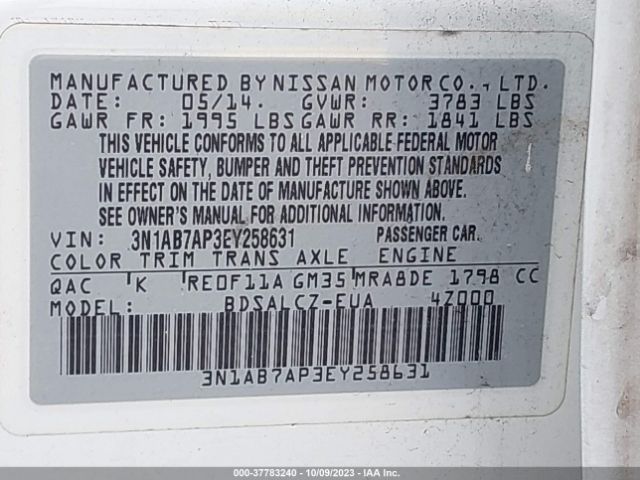 MANUFACTURED BY NISSAN MOTOR CO., LTD.
DATE: 05/14. GVWR: 3783 LBS
GAWR FR: 1995 LBS GAWR RR: 1841 LBS
THIS VEHICLE CONFORMS TO ALL APPLICABLE FEDERAL MOTOR
VEHICLE SAFETY, BUMPER AND THEFT PREVENTION STANDARDS
IN EFFECT ON THE DATE OF MANUFACTURE SHOWN ABOVE.
SEE OWNER'S MANUAL FOR ADDITIONAL INFORMATION.
VIN: 3N1AB7AP3EY258631 PASSENGER CAR.
COLOR TRIM TRANS AXLE ENGINE
QAC K RE0F11A GM35 MRA8DE 1798 CC
MODEL: BDSALCZ-EUA 4Z000
3N1AB7AP3EY258631
000-37783240 - 10/09/2023 - IAA Inc.